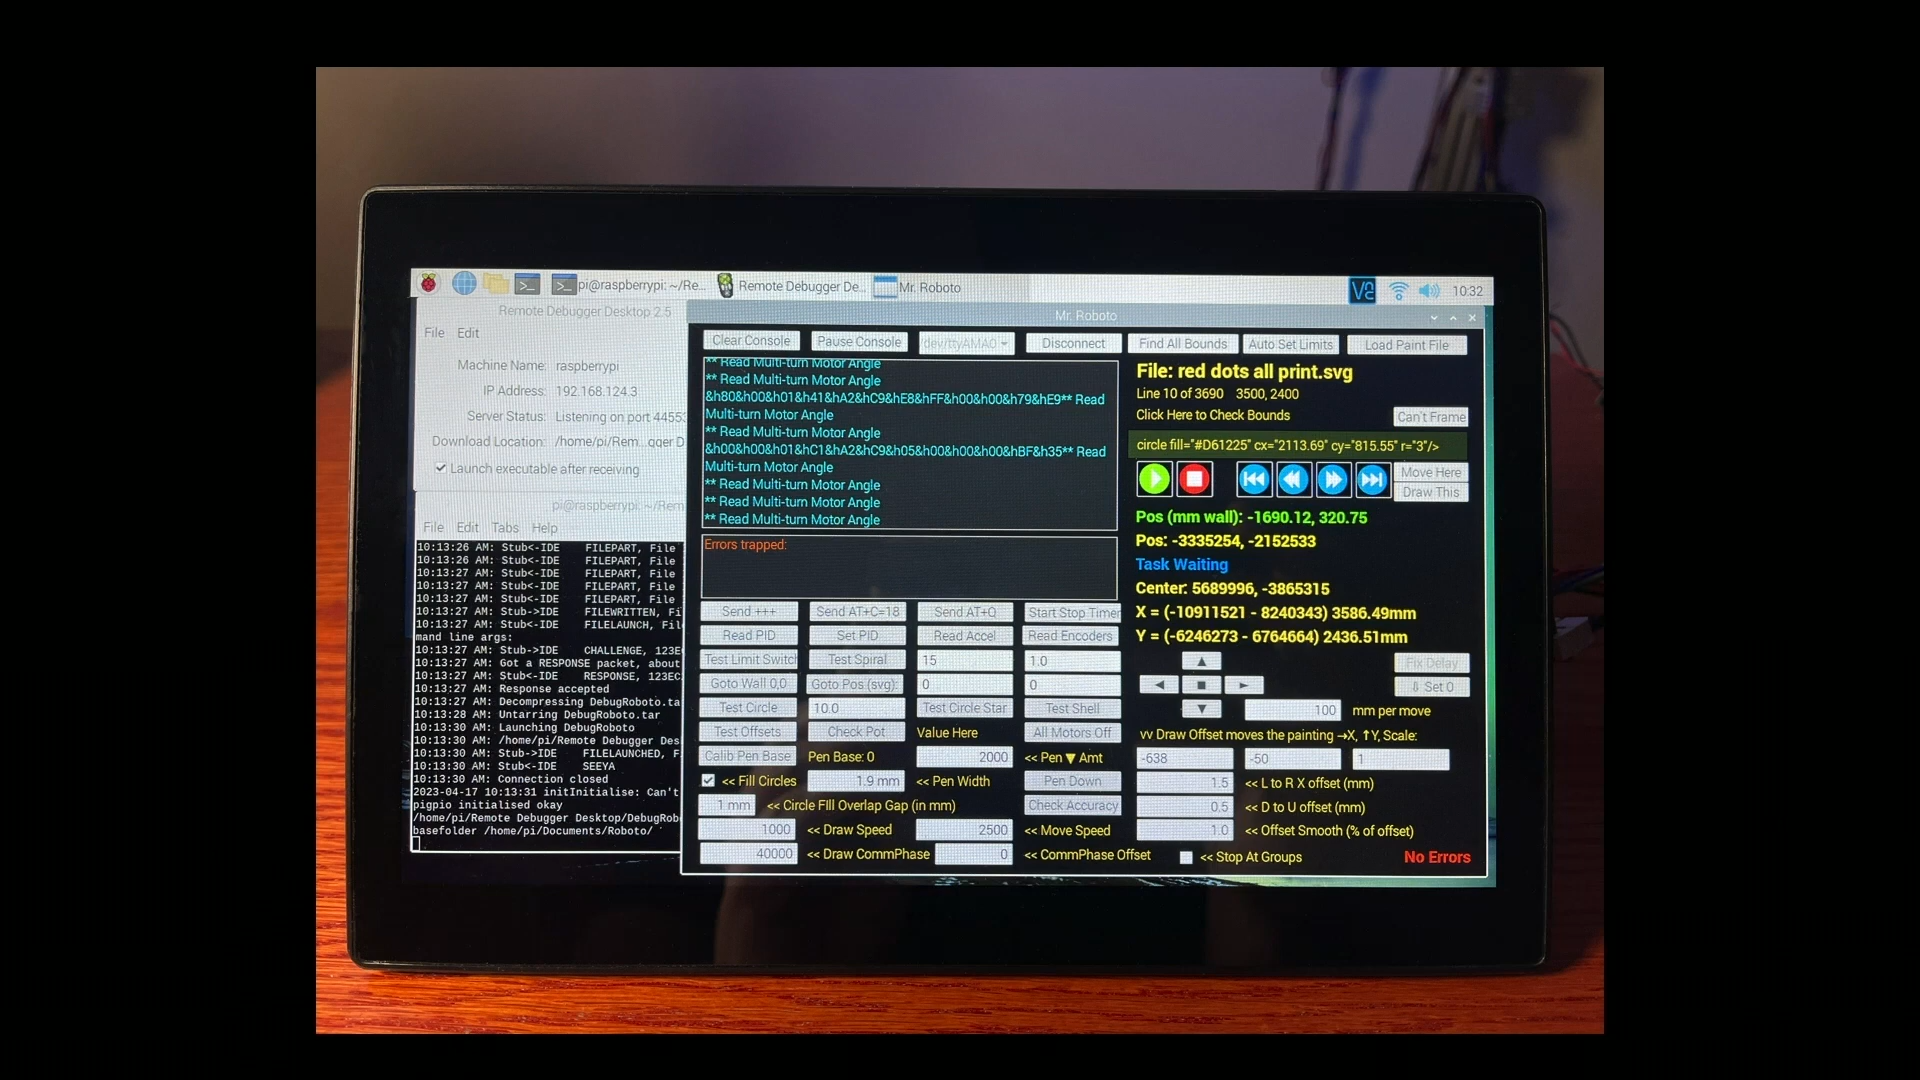 pi@raspberrypi: ~/Re...
Remote Debugger De...
Mr. Roboto
VNC
10:32
Remote Debugger Desktop 2.5
File Edit
Machine Name: raspberrypi
IP Address: 192.168.124.3
Server Status: Listening on port 44553
Download Location: /home/pi/Rem...gger D
Launch executable after receiving
pi@raspberrypi: ~/Rem
File Edit Tabs Help
10:13:26 AM: Stub<-IDE FILEPART, File
10:13:26 AM: Stub<-IDE FILEPART, File
10:13:27 AM: Stub<-IDE FILEPART, File
10:13:27 AM: Stub<-IDE FILEPART, File
10:13:27 AM: Stub<-IDE FILEPART, File
10:13:27 AM: Stub->IDE FILEWRITTEN, Fi
10:13:27 AM: Stub<-IDE FILELAUNCH, File
mand line args:
10:13:27 AM: Stub->IDE CHALLENGE, 123E
10:13:27 AM: Got a RESPONSE packet, about
10:13:27 AM: Stub<-IDE RESPONSE, 123EC
10:13:27 AM: Response accepted
10:13:27 AM: Decompressing DebugRoboto.ta
10:13:28 AM: Untarring DebugRoboto.tar
10:13:30 AM: Launching DebugRoboto
10:13:30 AM: /home/pi/Remote Debugger Des
10:13:30 AM: Stub->IDE FILELAUNCHED, F
10:13:30 AM: Stub<-IDE SEEYA
10:13:30 AM: Connection closed
2023-04-17 10:13:31 initInitialise: Can't
pigpio initialised okay
/home/pi/Remote Debugger Desktop/DebugRobo
basefolder /home/pi/Documents/Roboto/
Mr. Roboto
Clear Console Pause Console /dev/ttyAMA0 Disconnect Find All Bounds Auto Set Limits Load Paint File
** Read Multi-turn Motor Angle
** Read Multi-turn Motor Angle
&h80&h00&h01&h41&hA2&hC9&hE8&hFF&h00&h00&h79&hE9** Read
Multi-turn Motor Angle
** Read Multi-turn Motor Angle
&h00&h00&h01&hC1&hA2&hC9&h05&h00&h00&h00&hBF&h35** Read
Multi-turn Motor Angle
** Read Multi-turn Motor Angle
** Read Multi-turn Motor Angle
** Read Multi-turn Motor Angle
Errors trapped:
Send +++ Send AT+C=18 Send AT+Q Start Stop Timer
Read PID Set PID Read Accel Read Encoders
Test Limit Switch Test Spiral 15 1.0
Goto Wall 0,0 Goto Pos (svg): 0 0
Test Circle 10.0 Test Circle Star Test Shell
Test Offsets Check Pot Value Here All Motors Off
Calib Pen Base Pen Base: 0 2000 << Pen ▼ Amt
<< Fill Circles 1.9 mm << Pen Width Pen Down
1 mm << Circle FIll Overlap Gap (in mm) Check Accuracy
1000 << Draw Speed 2500 << Move Speed
40000 << Draw CommPhase 0 << CommPhase Offset
File: red dots all print.svg
Line 10 of 3690 3500, 2400
Click Here to Check Bounds Can't Frame
circle fill="#D61225" cx="2113.69" cy="815.55" r="3"/>
Move Here
Draw This
Pos (mm wall): -1690.12, 320.75
Pos: -3335254, -2152533
Task Waiting
Center: 5689996, -3865315
X = (-10911521 - 8240343) 3586.49mm
Y = (-6246273 - 6764664) 2436.51mm
▲ Fix Delay
◄ ■ ► ⇩ Set 0
▼ 100 mm per move
vv Draw Offset moves the painting →X, ↑Y, Scale:
-638 -50 1
1.5 << L to R X offset (mm)
0.5 << D to U offset (mm)
1.0 << Offset Smooth (% of offset)
<< Stop At Groups No Errors